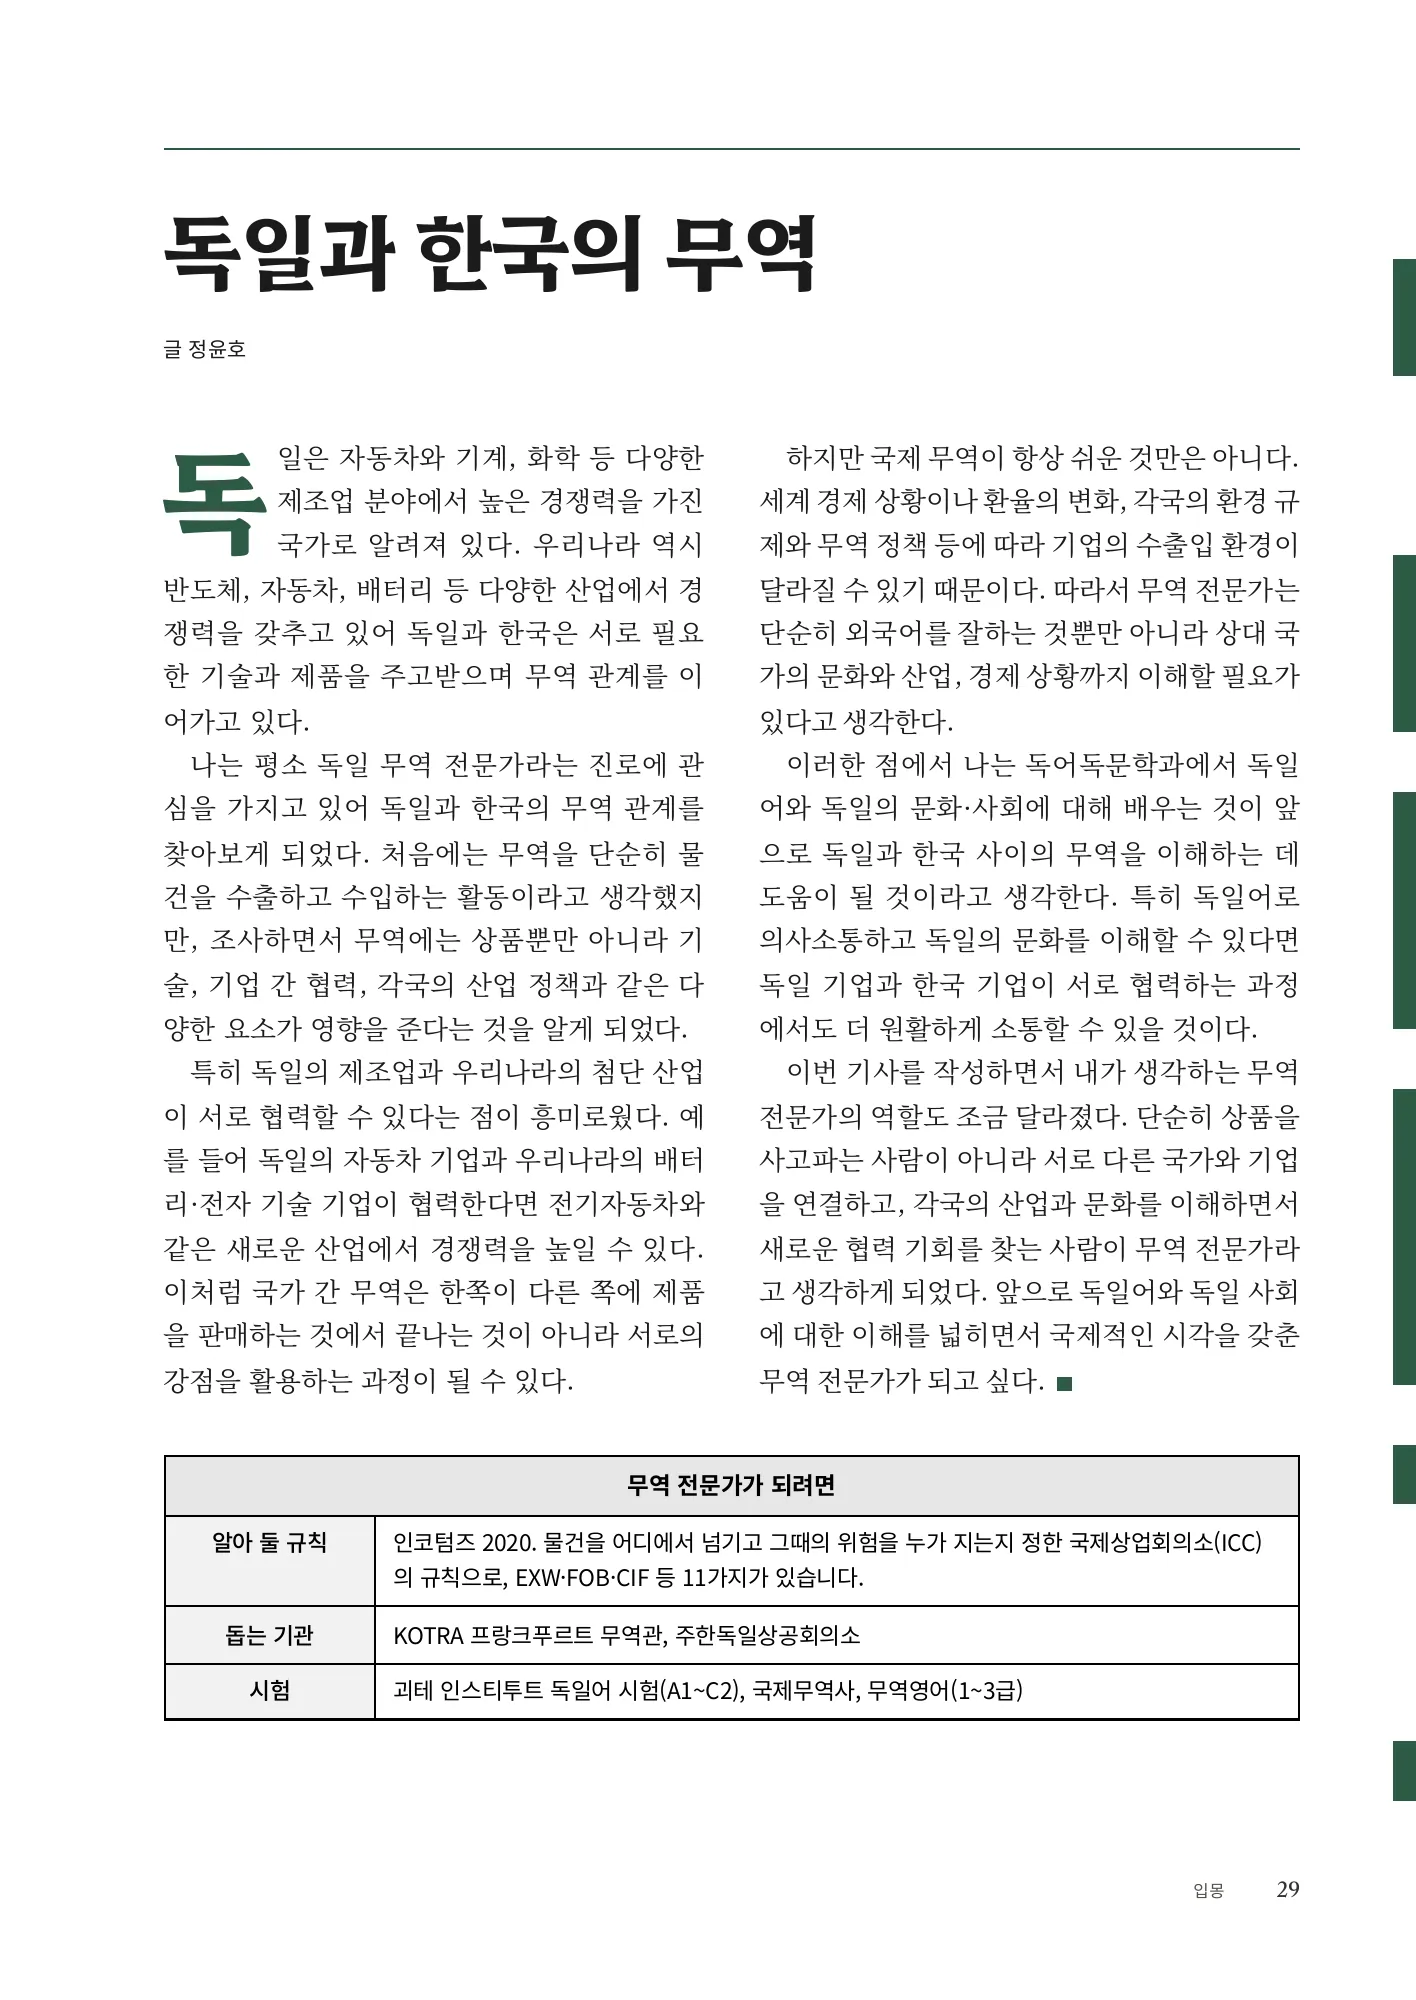 독일과 한국의 무역
글 정윤호
독일은 자동차와 기계, 화학 등 다양한
제조업 분야에서 높은 경쟁력을 가진
국가로 알려져 있다. 우리나라 역시
반도체, 자동차, 배터리 등 다양한 산업에서 경
쟁력을 갖추고 있어 독일과 한국은 서로 필요
한 기술과 제품을 주고받으며 무역 관계를 이
어가고 있다.
나는 평소 독일 무역 전문가라는 진로에 관
심을 가지고 있어 독일과 한국의 무역 관계를
찾아보게 되었다. 처음에는 무역을 단순히 물
건을 수출하고 수입하는 활동이라고 생각했지
만, 조사하면서 무역에는 상품뿐만 아니라 기
술, 기업 간 협력, 각국의 산업 정책과 같은 다
양한 요소가 영향을 준다는 것을 알게 되었다.
특히 독일의 제조업과 우리나라의 첨단 산업
이 서로 협력할 수 있다는 점이 흥미로웠다. 예
를 들어 독일의 자동차 기업과 우리나라의 배터
리·전자 기술 기업이 협력한다면 전기자동차와
같은 새로운 산업에서 경쟁력을 높일 수 있다.
이처럼 국가 간 무역은 한쪽이 다른 쪽에 제품
을 판매하는 것에서 끝나는 것이 아니라 서로의
강점을 활용하는 과정이 될 수 있다.
하지만 국제 무역이 항상 쉬운 것만은 아니다.
세계 경제 상황이나 환율의 변화, 각국의 환경 규
제와 무역 정책 등에 따라 기업의 수출입 환경이
달라질 수 있기 때문이다. 따라서 무역 전문가는
단순히 외국어를 잘하는 것뿐만 아니라 상대 국
가의 문화와 산업, 경제 상황까지 이해할 필요가
있다고 생각한다.
이러한 점에서 나는 독어독문학과에서 독일
어와 독일의 문화·사회에 대해 배우는 것이 앞
으로 독일과 한국 사이의 무역을 이해하는 데
도움이 될 것이라고 생각한다. 특히 독일어로
의사소통하고 독일의 문화를 이해할 수 있다면
독일 기업과 한국 기업이 서로 협력하는 과정
에서도 더 원활하게 소통할 수 있을 것이다.
이번 기사를 작성하면서 내가 생각하는 무역
전문가의 역할도 조금 달라졌다. 단순히 상품을
사고파는 사람이 아니라 서로 다른 국가와 기업
을 연결하고, 각국의 산업과 문화를 이해하면서
새로운 협력 기회를 찾는 사람이 무역 전문가라
고 생각하게 되었다. 앞으로 독일어와 독일 사회
에 대한 이해를 넓히면서 국제적인 시각을 갖춘
무역 전문가가 되고 싶다. ■
무역 전문가가 되려면
알아 둘 규칙
인코텀즈 2020. 물건을 어디에서 넘기고 그때의 위험을 누가 지는지 정한 국제상업회의소(ICC)
의 규칙으로, EXW·FOB·CIF 등 11가지가 있습니다.
돕는 기관
KOTRA 프랑크푸르트 무역관, 주한독일상공회의소
시험
괴테 인스티투트 독일어 시험(A1~C2), 국제무역사, 무역영어(1~3급)
입몽 29